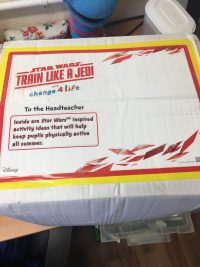 STAR WARS
TRAIN LIKE A JEDI
change 4 Life
To the Headteacher
Inside are Star Wars™ inspired
activity ideas that will help
keep pupils physically active
all summer.
Disney